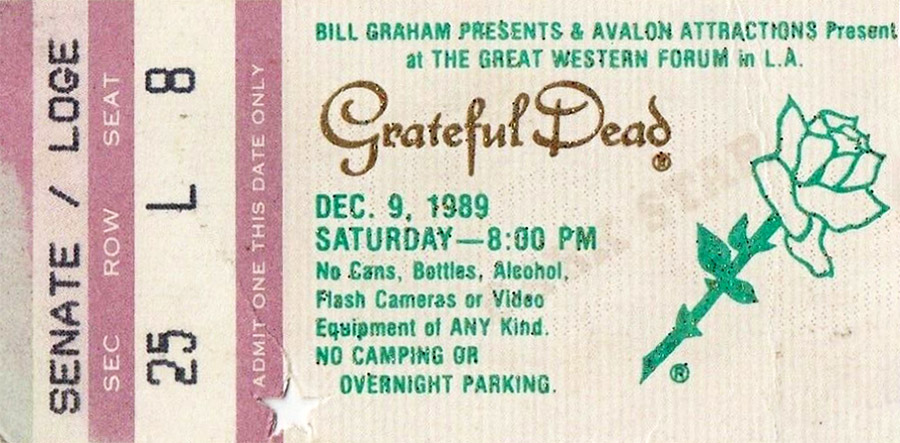 SENATE / LOGE
SEC ROW SEAT
25 L 8
ADMIT ONE THIS DATE ONLY
BILL GRAHAM PRESENTS & AVALON ATTRACTIONS Present
at THE GREAT WESTERN FORUM in L.A.
Grateful Dead®
DEC. 9, 1989
SATURDAY—8:00 PM
No Cans, Bottles, Alcohol,
Flash Cameras or Video
Equipment of ANY Kind.
NO CAMPING OR
OVERNIGHT PARKING.
®